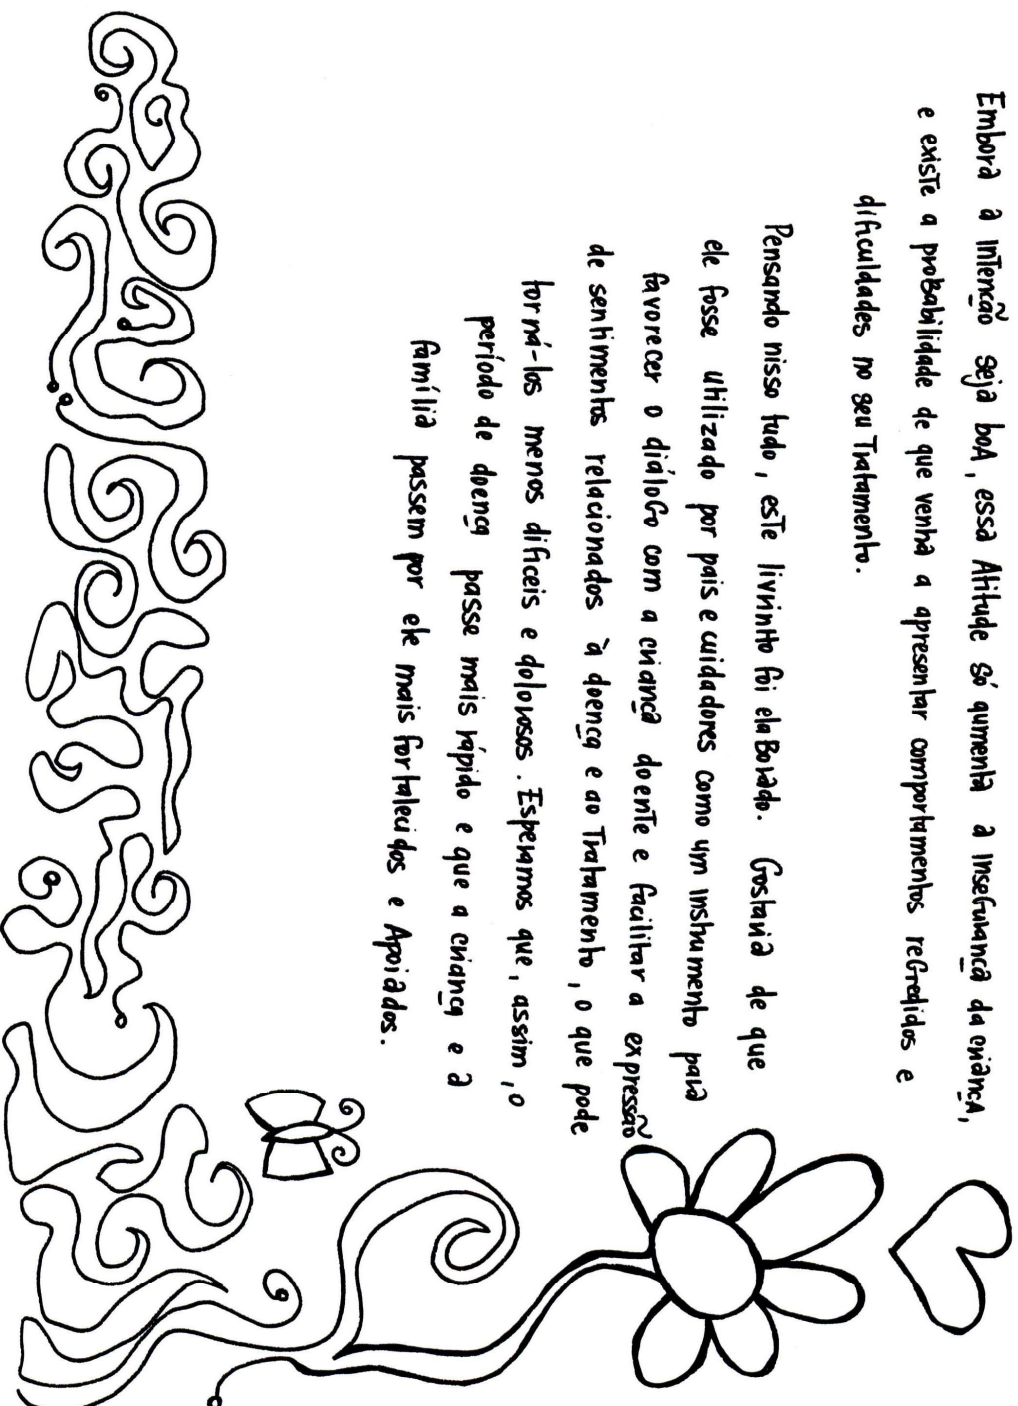 Embora a intenção seja boA, essa Atitude só aumenta a inseGurança da criançA,
e existe a probabilidade de que venha a apresentar comportamentos reGredidos e
dificuldades no seu Tratamento.
Pensando nisso tudo, este livrinHo foi elaBorado. Gostaria de que
ele fosse utilizado por pais e cuidadores como um instrumento para
favorecer o diáloGo com a criança doente e facilitar a expressão
de sentimentos relacionados à doença e ao Tratamento, o que pode
torná-los menos difíceis e dolorosos. Esperamos que, assim, o
período de doença passe mais rápido e que a criança e a
família passem por ele mais fortalecidos e Apoiados.